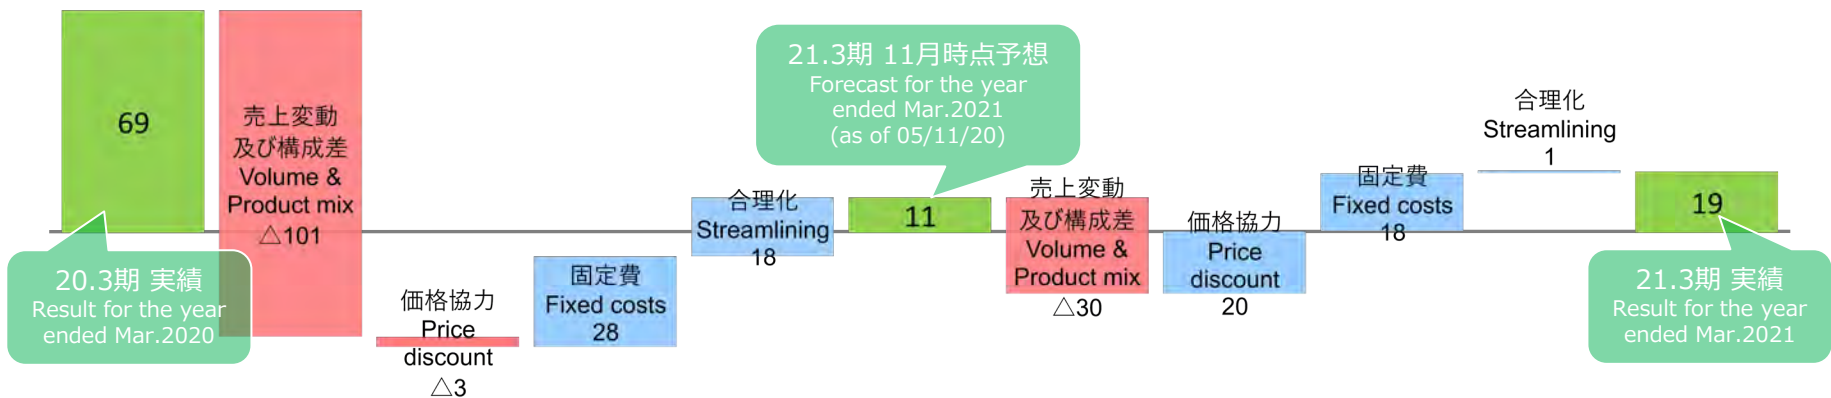 69
20.3期 実績
Result for the year
ended Mar.2020
売上変動
及び構成差
Volume &
Product mix
△101
価格協力
Price
discount
△3
固定費
Fixed costs
28
合理化
Streamlining
18
21.3期 11月時点予想
Forecast for the year
ended Mar.2021
(as of 05/11/20)
11
売上変動
及び構成差
Volume &
Product mix
△30
価格協力
Price
discount
20
固定費
Fixed costs
18
合理化
Streamlining
1
19
21.3期 実績
Result for the year
ended Mar.2021